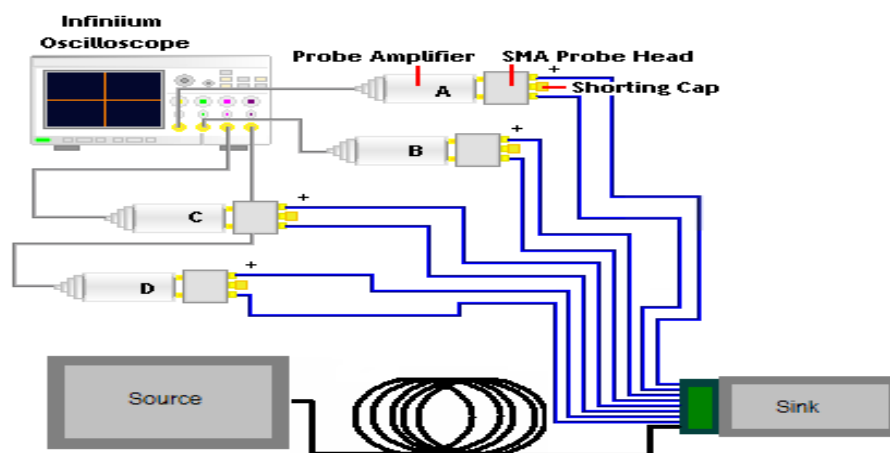 Infiniium
Oscilloscope
Probe Amplifier
SMA Probe Head
+
Shorting Cap
A
+
B
+
C
+
D
Source
Sink